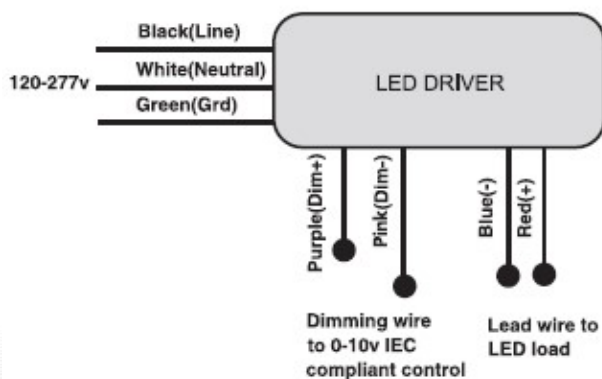 Black(Line)
White(Neutral)
120-277v
Green(Grd)
LED DRIVER
Purple(Dim+)
Pink(Dim-)
Blue(-)
Red(+)
Dimming wire
to 0-10v IEC
compliant control
Lead wire to
LED load